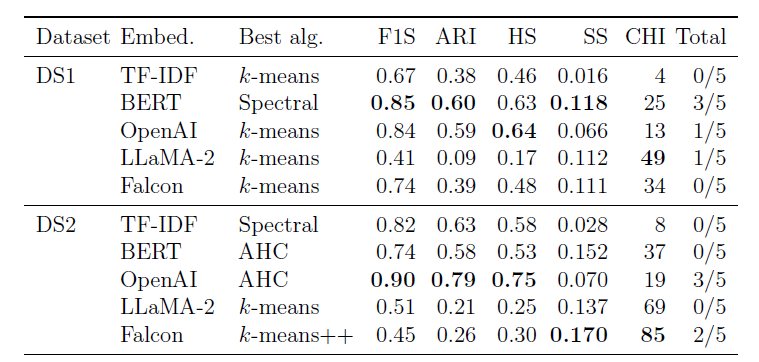 Dataset Embed. Best alg. F1S ARI HS SS CHI Total
DS1 TF-IDF k-means 0.67 0.38 0.46 0.016 4 0/5
BERT Spectral 0.85 0.60 0.63 0.118 25 3/5
OpenAI k-means 0.84 0.59 0.64 0.066 13 1/5
LLaMA-2 k-means 0.41 0.09 0.17 0.112 49 1/5
Falcon k-means 0.74 0.39 0.48 0.111 34 0/5
DS2 TF-IDF Spectral 0.82 0.63 0.58 0.028 8 0/5
BERT AHC 0.74 0.58 0.53 0.152 37 0/5
OpenAI AHC 0.90 0.79 0.75 0.070 19 3/5
LLaMA-2 k-means 0.51 0.21 0.25 0.137 69 0/5
Falcon k-means++ 0.45 0.26 0.30 0.170 85 2/5